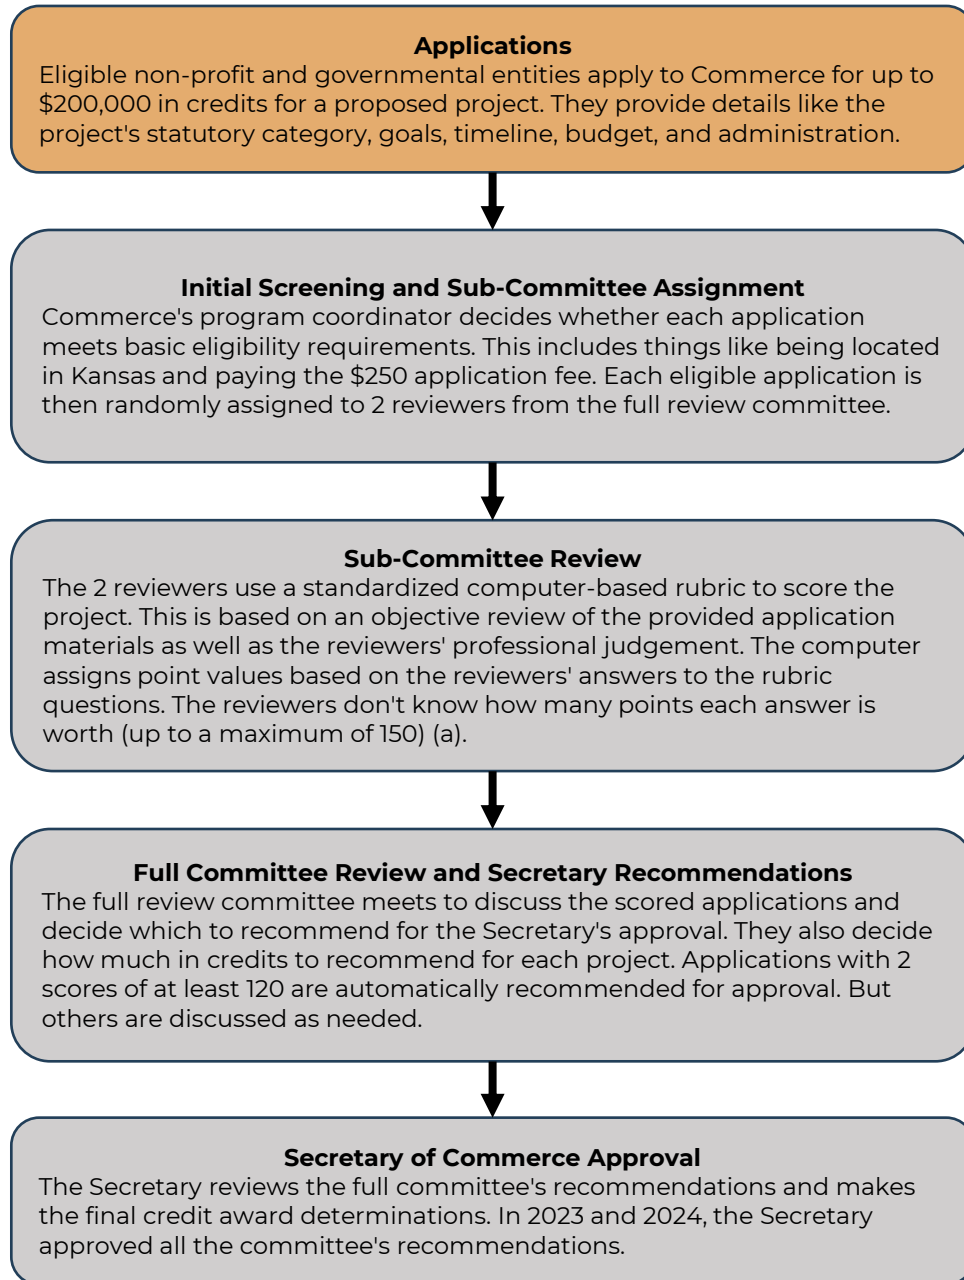 Applications
Eligible non-profit and governmental entities apply to Commerce for up to
$200,000 in credits for a proposed project. They provide details like the
project's statutory category, goals, timeline, budget, and administration.
Initial Screening and Sub-Committee Assignment
Commerce's program coordinator decides whether each application
meets basic eligibility requirements. This includes things like being located
in Kansas and paying the $250 application fee. Each eligible application is
then randomly assigned to 2 reviewers from the full review committee.
Sub-Committee Review
The 2 reviewers use a standardized computer-based rubric to score the
project. This is based on an objective review of the provided application
materials as well as the reviewers' professional judgement. The computer
assigns point values based on the reviewers' answers to the rubric
questions. The reviewers don't know how many points each answer is
worth (up to a maximum of 150) (a).
Full Committee Review and Secretary Recommendations
The full review committee meets to discuss the scored applications and
decide which to recommend for the Secretary's approval. They also decide
how much in credits to recommend for each project. Applications with 2
scores of at least 120 are automatically recommended for approval. But
others are discussed as needed.
Secretary of Commerce Approval
The Secretary reviews the full committee's recommendations and makes
the final credit award determinations. In 2023 and 2024, the Secretary
approved all the committee's recommendations.